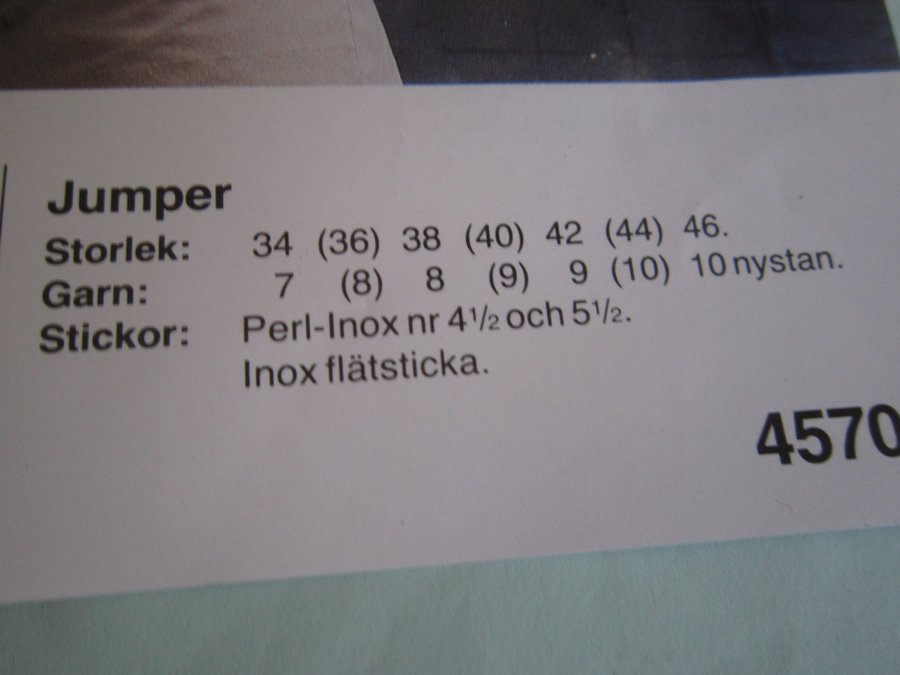 Jumper
Storlek: 34 (36) 38 (40) 42 (44) 46.
Garn: 7 (8) 8 (9) 9 (10) 10 nystan.
Stickor: Perl-Inox nr 4½ och 5½.
Inox flätsticka.
4570